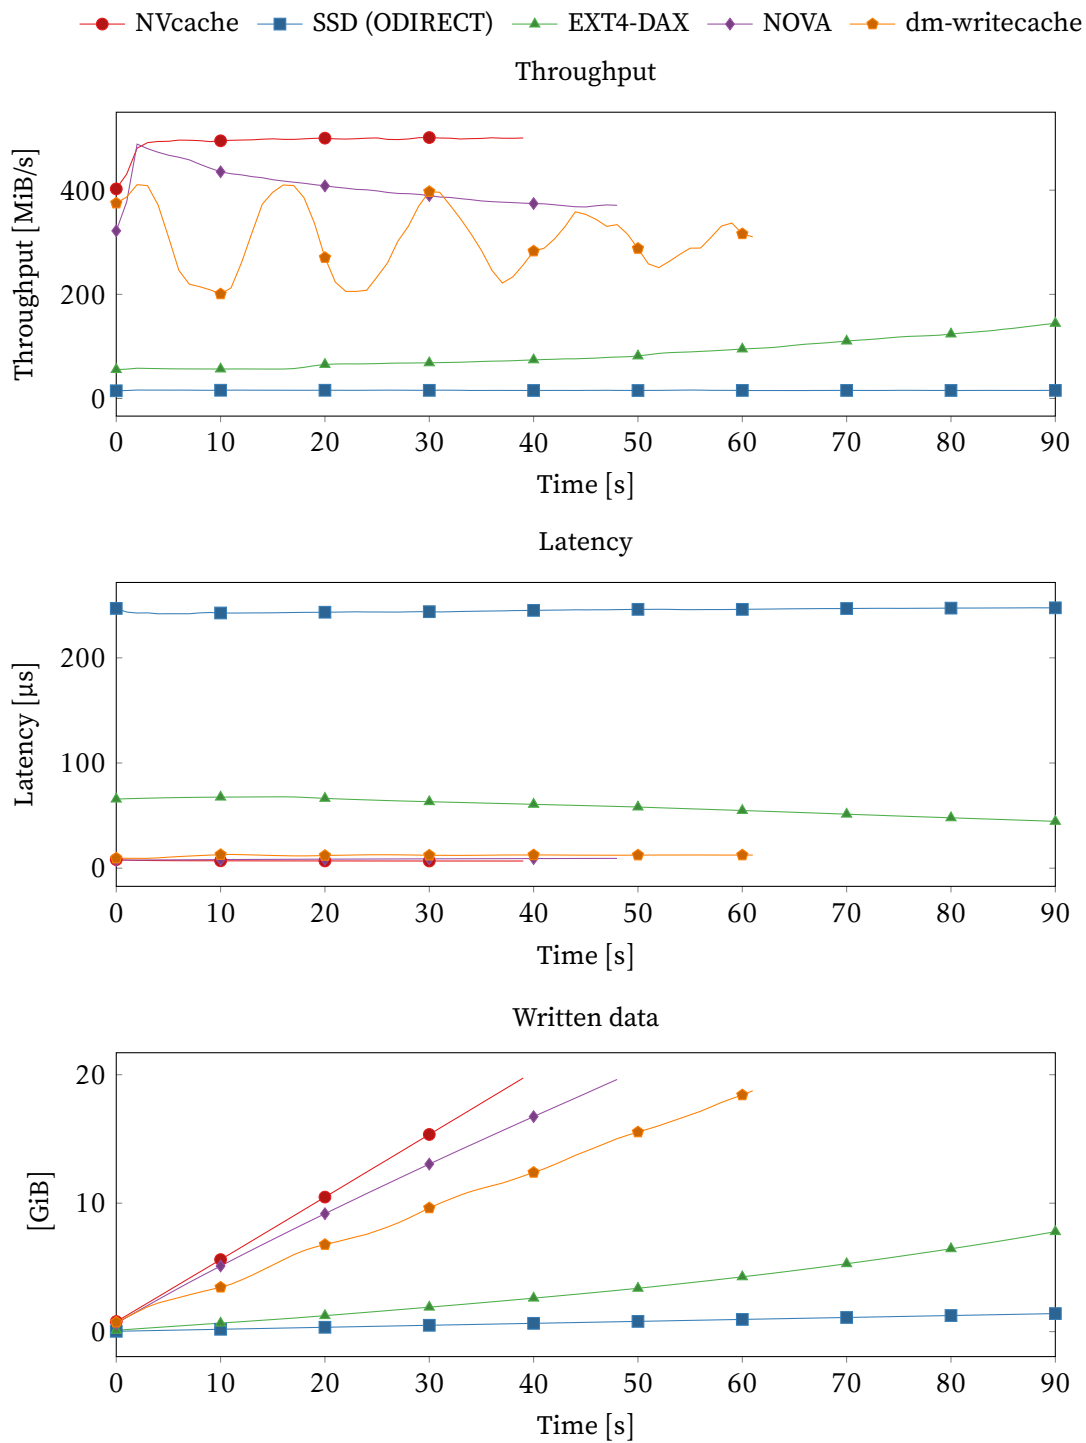 NVcache SSD (ODIRECT) EXT4-DAX NOVA dm-writecache
Throughput
Throughput [MiB/s]
400
200
0
0 10 20 30 40 50 60 70 80 90
Time [s]
Latency
Latency [µs]
200
100
0
0 10 20 30 40 50 60 70 80 90
Time [s]
Written data
[GiB]
20
10
0
0 10 20 30 40 50 60 70 80 90
Time [s]